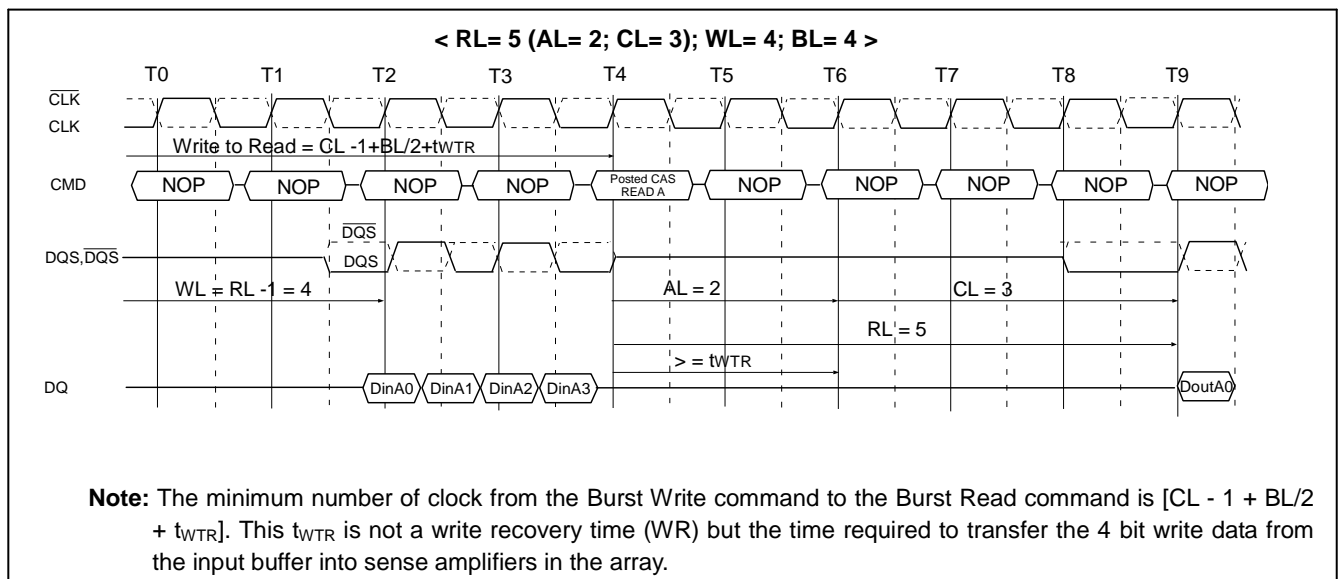 < RL= 5 (AL= 2; CL= 3); WL= 4; BL= 4 >
T0 T1 T2 T3 T4 T5 T6 T7 T8 T9
CLK
CLK
Write to Read = CL -1+BL/2+tWTR
CMD NOP NOP NOP NOP Posted CAS READ A NOP NOP NOP NOP NOP
DQS
DQS,DQS DQS
WL = RL -1 = 4 AL = 2 CL = 3
RL = 5
> = tWTR
DQ DinA0 DinA1 DinA2 DinA3 DoutA0
Note: The minimum number of clock from the Burst Write command to the Burst Read command is [CL - 1 + BL/2
+ tWTR]. This tWTR is not a write recovery time (WR) but the time required to transfer the 4 bit write data from
the input buffer into sense amplifiers in the array.